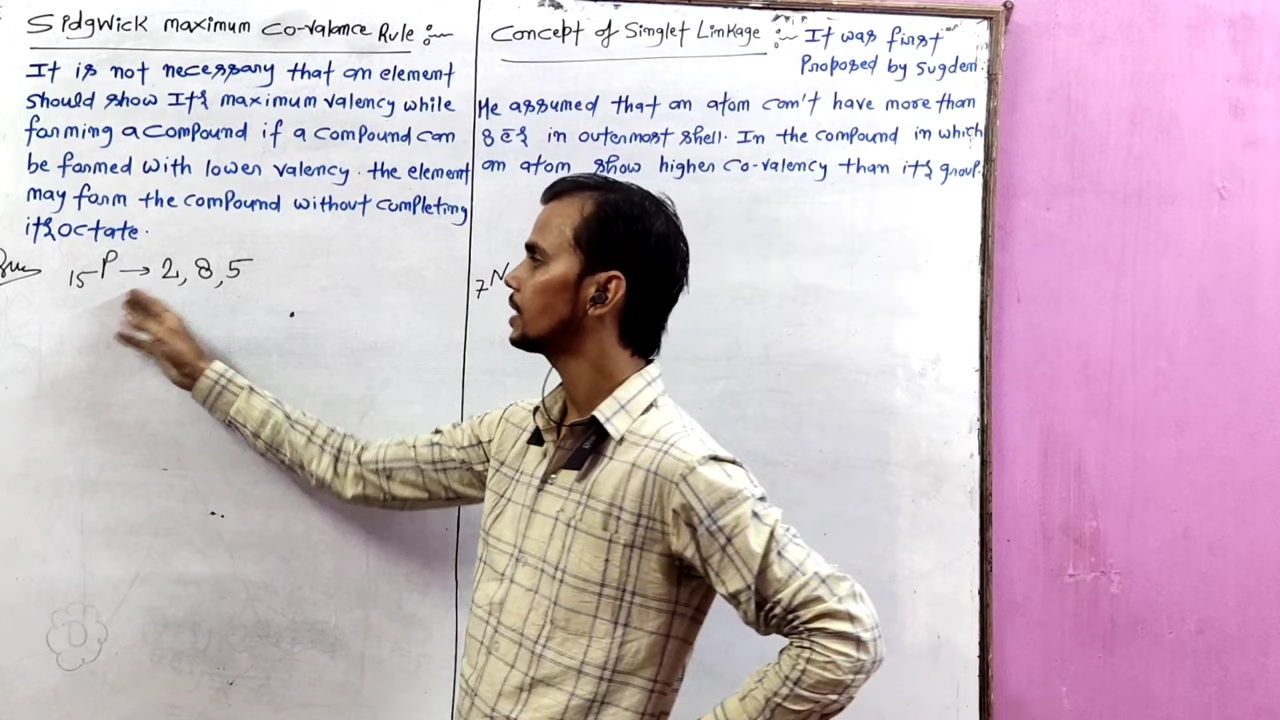 Sidgwick maximum co-valance Rule :-
It is not necessary that an element
should show Its maximum valency while
forming a compound if a compound can
be formed with lower valency. the element
may form the compound without completing
its octate.
15P → 2, 8, 5
Concept of Singlet Linkage :- It was first
Proposed by Sugden.
He assumed that an atom can't have more than
8 es in outermost shell. In the compound in which
an atom show higher co-valency than its group.
7N
D